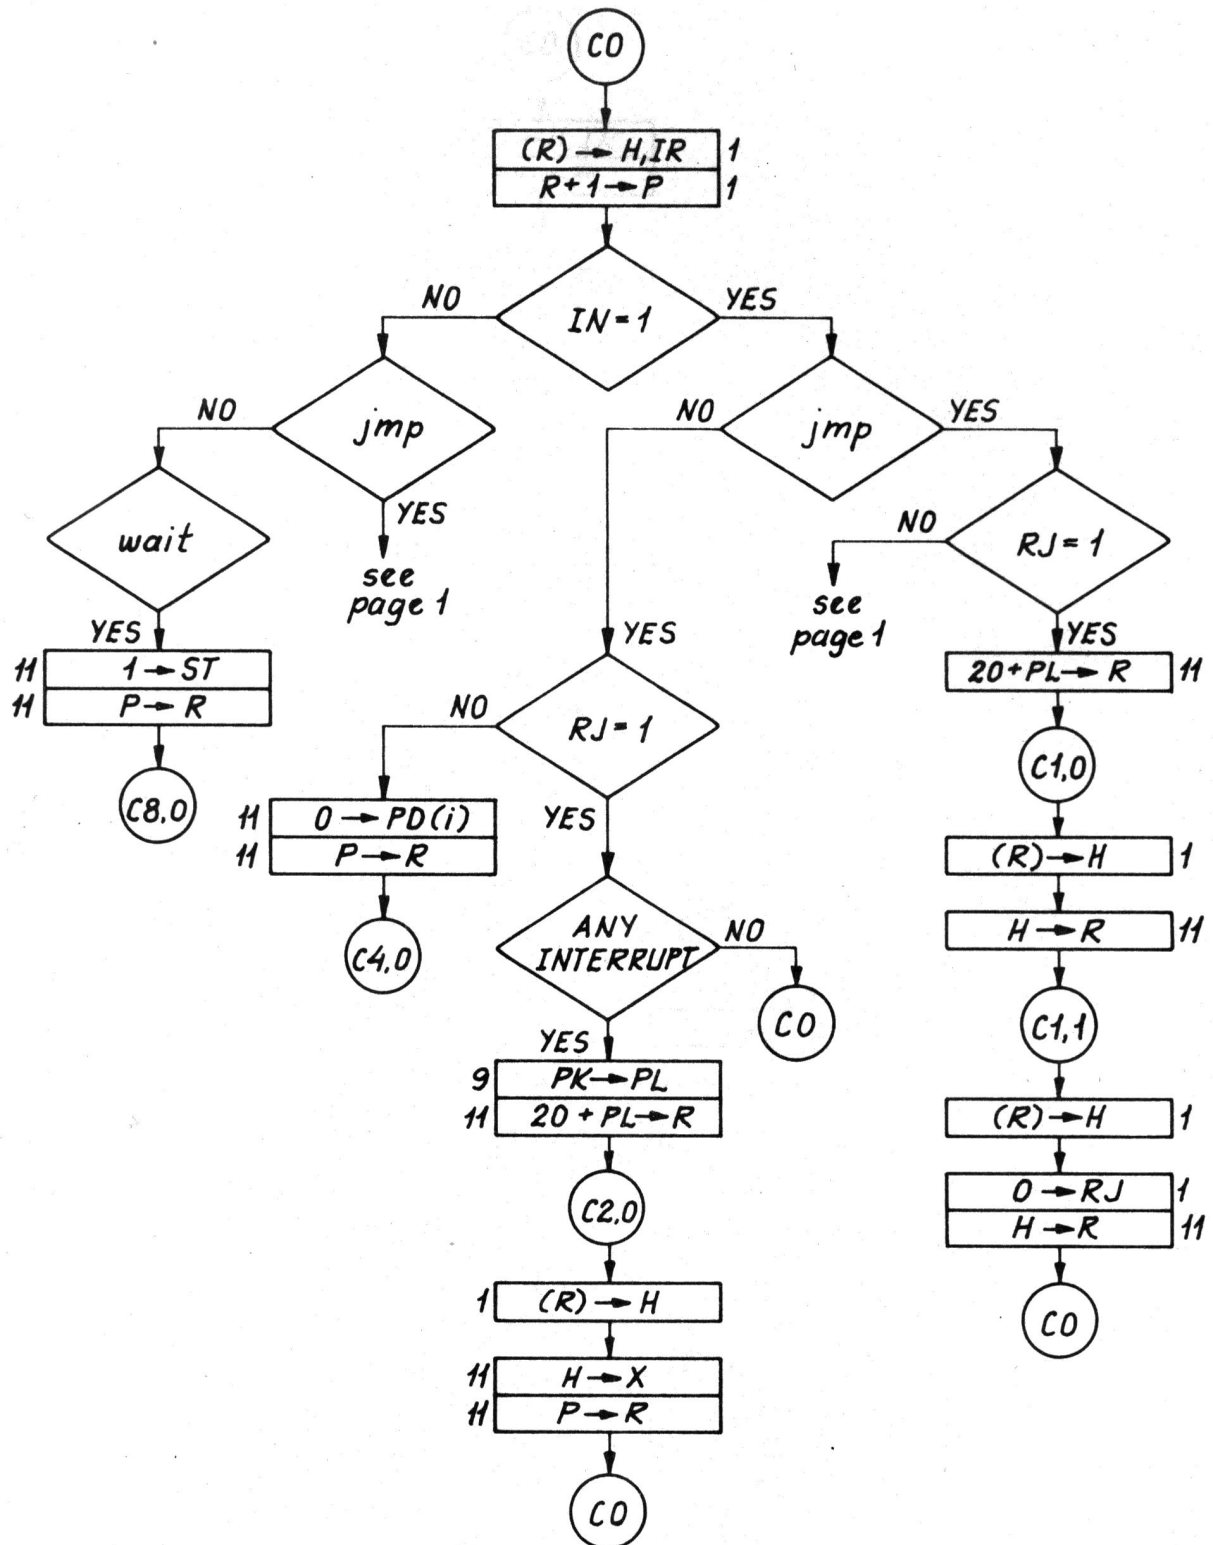 C0
(R) → H, IR 1
R+1 → P 1
NO IN = 1 YES
NO jmp YES
see
page 1
NO jmp YES
wait
YES
11 1 → ST
11 P → R
C8,0
NO RJ = 1 YES
see
page 1
20 + PL → R 11
C1,0
(R) → H 1
H → R 11
C1,1
(R) → H 1
0 → RJ 1
H → R 11
C0
YES
NO RJ = 1 YES
11 0 → PD(i)
11 P → R
C4,0
ANY
INTERRUPT NO
C0
YES
9 PK → PL
11 20 + PL → R
C2,0
1 (R) → H
11 H → X
11 P → R
C0